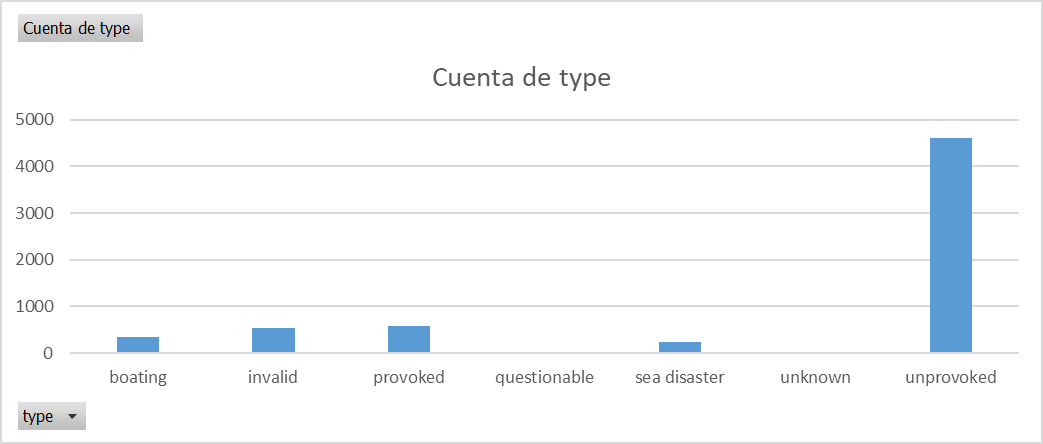 Cuenta de type
Cuenta de type
5000
4000
3000
2000
1000
0
boating invalid provoked questionable sea disaster unknown unprovoked
type